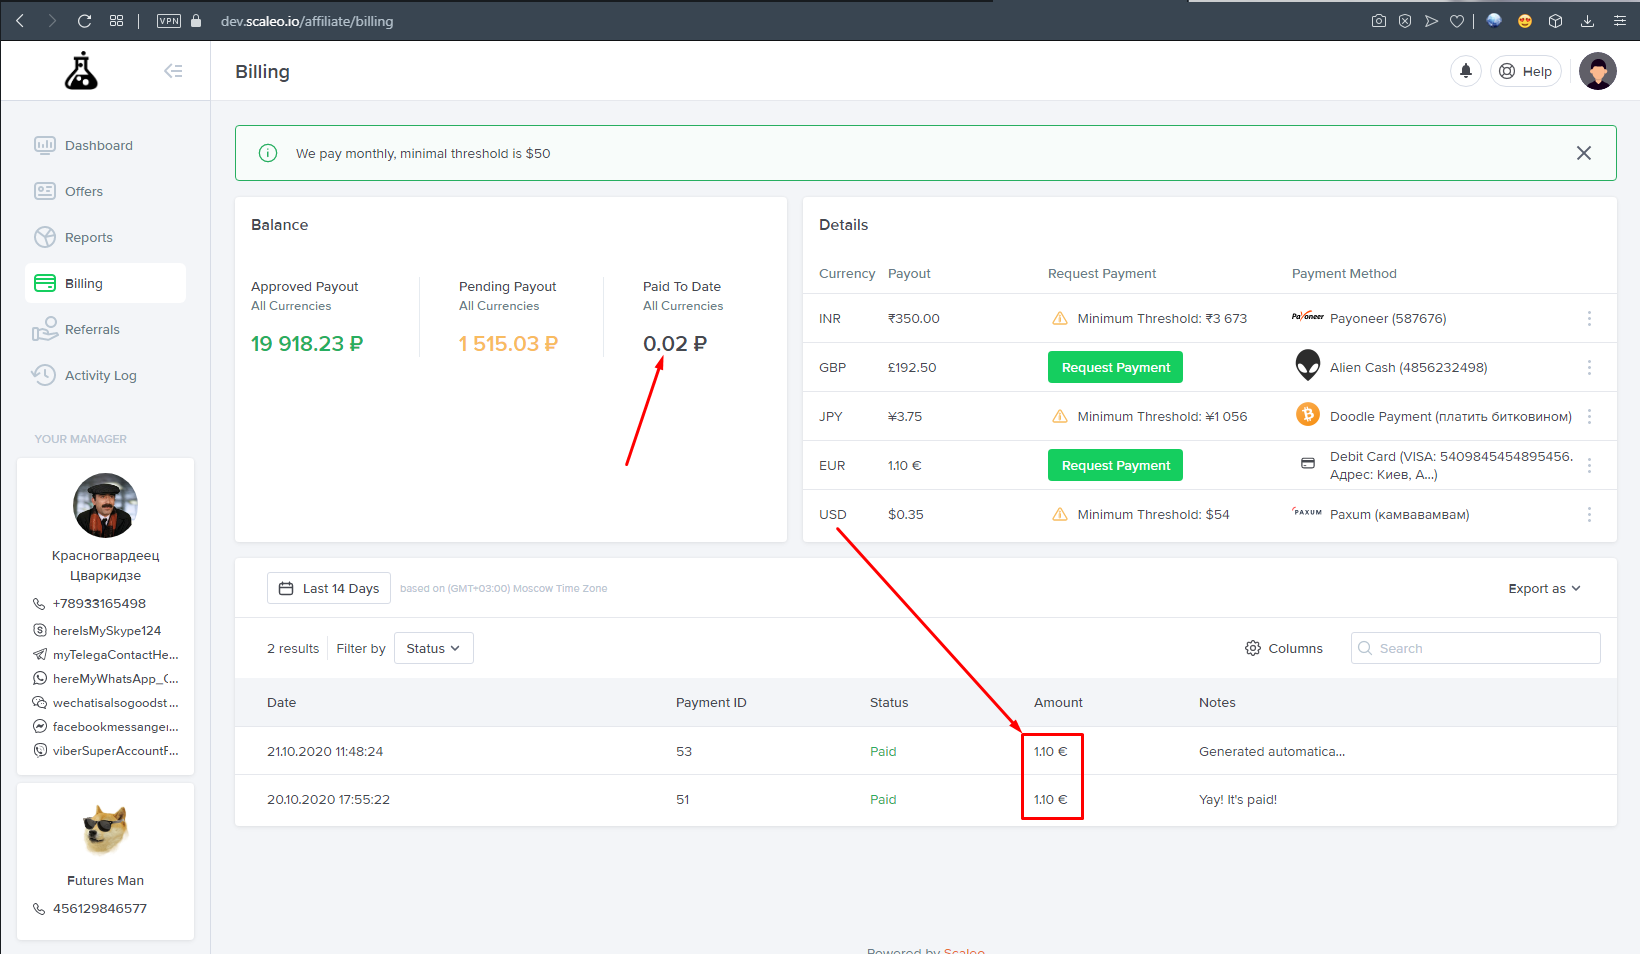 VPN
dev.scaleo.io/affiliate/billing
Billing
Help
Dashboard
Offers
Reports
Billing
Referrals
Activity Log
YOUR MANAGER
Красногвардеец
Цваркидзе
+78933165498
hereIsMySkype124
myTelegaContactHe...
hereMyWhatsApp_(...
wechatisalsogoodst...
facebookmessanger...
viberSuperAccountF...
Futures Man
456129846577
We pay monthly, minimal threshold is $50
Balance
Approved Payout
All Currencies
19 918.23 ₽
Pending Payout
All Currencies
1 515.03 ₽
Paid To Date
All Currencies
0.02 ₽
Details
Currency Payout Request Payment Payment Method
INR ₹350.00 Minimum Threshold: ₹3 673 Payoneer Payoneer (587676)
GBP £192.50 Request Payment Alien Cash (4856232498)
JPY ¥3.75 Minimum Threshold: ¥1 056 Doodle Payment (платить битковином)
EUR 1.10 € Request Payment Debit Card (VISA: 5409845454895456.
Адрес: Киев, А...)
USD $0.35 Minimum Threshold: $54 PAXUM Paxum (камвавамвам)
Last 14 Days based on (GMT+03:00) Moscow Time Zone Export as
2 results Filter by Status Columns Search
Date Payment ID Status Amount Notes
21.10.2020 11:48:24 53 Paid 1.10 € Generated automatica...
20.10.2020 17:55:22 51 Paid 1.10 € Yay! It's paid!
Powered by Scaleo